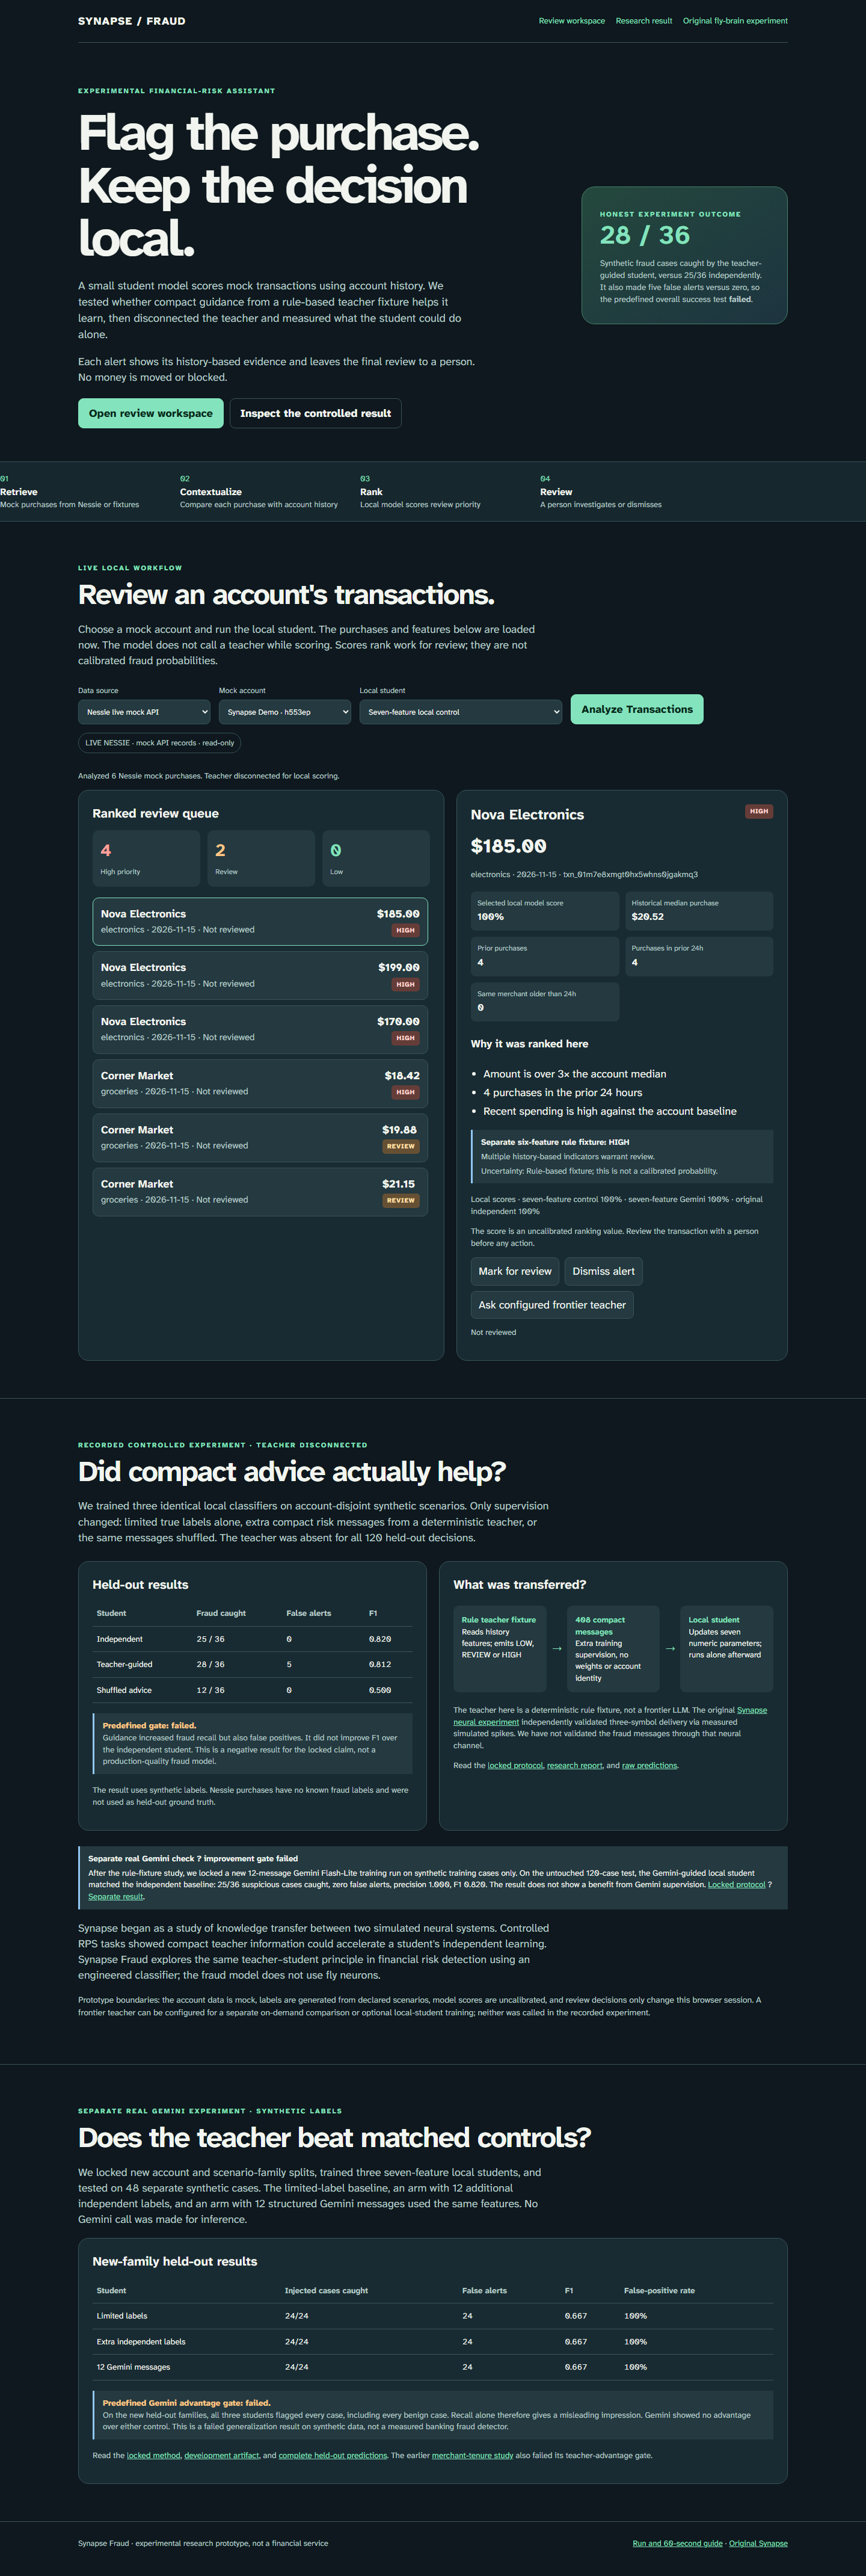 SYNAPSE / FRAUD
Review workspace Research result Original fly-brain experiment
EXPERIMENTAL FINANCIAL-RISK ASSISTANT
Flag the purchase.
Keep the decision
local.
A small student model scores mock transactions using account history. We
tested whether compact guidance from a rule-based teacher fixture helps it
learn, then disconnected the teacher and measured what the student could do
alone.
Each alert shows its history-based evidence and leaves the final review to a person.
No money is moved or blocked.
Open review workspace Inspect the controlled result
HONEST EXPERIMENT OUTCOME
28 / 36
Synthetic fraud cases caught by the teacher-
guided student, versus 25/36 independently.
It also made five false alerts versus zero, so
the predefined overall success test failed.
01
Retrieve
Mock purchases from Nessie or fixtures
02
Contextualize
Compare each purchase with account history
03
Rank
Local model scores review priority
04
Review
A person investigates or dismisses
LIVE LOCAL WORKFLOW
Review an account's transactions.
Choose a mock account and run the local student. The purchases and features below are loaded
now. The model does not call a teacher while scoring. Scores rank work for review; they are not
calibrated fraud probabilities.
Data source
Nessie live mock API
Mock account
Synapse Demo · h553ep
Local student
Seven-feature local control
Analyze Transactions
LIVE NESSIE · mock API records · read-only
Analyzed 6 Nessie mock purchases. Teacher disconnected for local scoring.
Ranked review queue
4
High priority
2
Review
0
Low
Nova Electronics $185.00
electronics · 2026-11-15 · Not reviewed HIGH
Nova Electronics $199.00
electronics · 2026-11-15 · Not reviewed HIGH
Nova Electronics $170.00
electronics · 2026-11-15 · Not reviewed HIGH
Corner Market $18.42
groceries · 2026-11-15 · Not reviewed HIGH
Corner Market $19.88
groceries · 2026-11-15 · Not reviewed REVIEW
Corner Market $21.15
groceries · 2026-11-15 · Not reviewed REVIEW
Nova Electronics HIGH
$185.00
electronics · 2026-11-15 · txn_01m7e8xmgt0hx5whns0jgakmq3
Selected local model score
100%
Historical median purchase
$20.52
Prior purchases
4
Purchases in prior 24h
4
Same merchant older than 24h
0
Why it was ranked here
• Amount is over 3× the account median
• 4 purchases in the prior 24 hours
• Recent spending is high against the account baseline
Separate six-feature rule fixture: HIGH
Multiple history-based indicators warrant review.
Uncertainty: Rule-based fixture; this is not a calibrated probability.
Local scores · seven-feature control 100% · seven-feature Gemini 100% · original
independent 100%
The score is an uncalibrated ranking value. Review the transaction with a person
before any action.
Mark for review Dismiss alert
Ask configured frontier teacher
Not reviewed
RECORDED CONTROLLED EXPERIMENT · TEACHER DISCONNECTED
Did compact advice actually help?
We trained three identical local classifiers on account-disjoint synthetic scenarios. Only supervision
changed: limited true labels alone, extra compact risk messages from a deterministic teacher, or
the same messages shuffled. The teacher was absent for all 120 held-out decisions.
Held-out results
Student Fraud caught False alerts F1
Independent 25 / 36 0 0.820
Teacher-guided 28 / 36 5 0.812
Shuffled advice 12 / 36 0 0.500
Predefined gate: failed.
Guidance increased fraud recall but also false positives. It did not improve F1 over
the independent student. This is a negative result for the locked claim, not a
production-quality fraud model.
The result uses synthetic labels. Nessie purchases have no known fraud labels and were
not used as held-out ground truth.
What was transferred?
Rule teacher fixture
Reads history
features; emits LOW,
REVIEW or HIGH
→
408 compact
messages
Extra training
supervision, no
weights or account
identity
→
Local student
Updates seven
numeric parameters;
runs alone afterward
The teacher here is a deterministic rule fixture, not a frontier LLM. The original Synapse
neural experiment independently validated three-symbol delivery via measured
simulated spikes. We have not validated the fraud messages through that neural
channel.
Read the locked protocol, research report, and raw predictions.
Separate real Gemini check ? improvement gate failed
After the rule-fixture study, we locked a new 12-message Gemini Flash-Lite training run on synthetic training cases only. On the untouched 120-case test, the Gemini-guided local student
matched the independent baseline: 25/36 suspicious cases caught, zero false alerts, precision 1.000, F1 0.820. The result does not show a benefit from Gemini supervision. Locked protocol ?
Separate result.
Synapse began as a study of knowledge transfer between two simulated neural systems. Controlled
RPS tasks showed compact teacher information could accelerate a student's independent learning.
Synapse Fraud explores the same teacher–student principle in financial risk detection using an
engineered classifier; the fraud model does not use fly neurons.
Prototype boundaries: the account data is mock, labels are generated from declared scenarios, model scores are uncalibrated, and review decisions only change this browser session. A
frontier teacher can be configured for a separate on-demand comparison or optional local-student training; neither was called in the recorded experiment.
SEPARATE REAL GEMINI EXPERIMENT · SYNTHETIC LABELS
Does the teacher beat matched controls?
We locked new account and scenario-family splits, trained three seven-feature local students, and
tested on 48 separate synthetic cases. The limited-label baseline, an arm with 12 additional
independent labels, and an arm with 12 structured Gemini messages used the same features. No
Gemini call was made for inference.
New-family held-out results
Student Injected cases caught False alerts F1 False-positive rate
Limited labels 24/24 24 0.667 100%
Extra independent labels 24/24 24 0.667 100%
12 Gemini messages 24/24 24 0.667 100%
Predefined Gemini advantage gate: failed.
On the new held-out families, all three students flagged every case, including every benign case. Recall alone therefore gives a misleading impression. Gemini showed no advantage
over either control. This is a failed generalization result on synthetic data, not a measured banking fraud detector.
Read the locked method, development artifact, and complete held-out predictions. The earlier merchant-tenure study also failed its teacher-advantage gate.
Synapse Fraud · experimental research prototype, not a financial service
Run and 60-second guide · Original Synapse